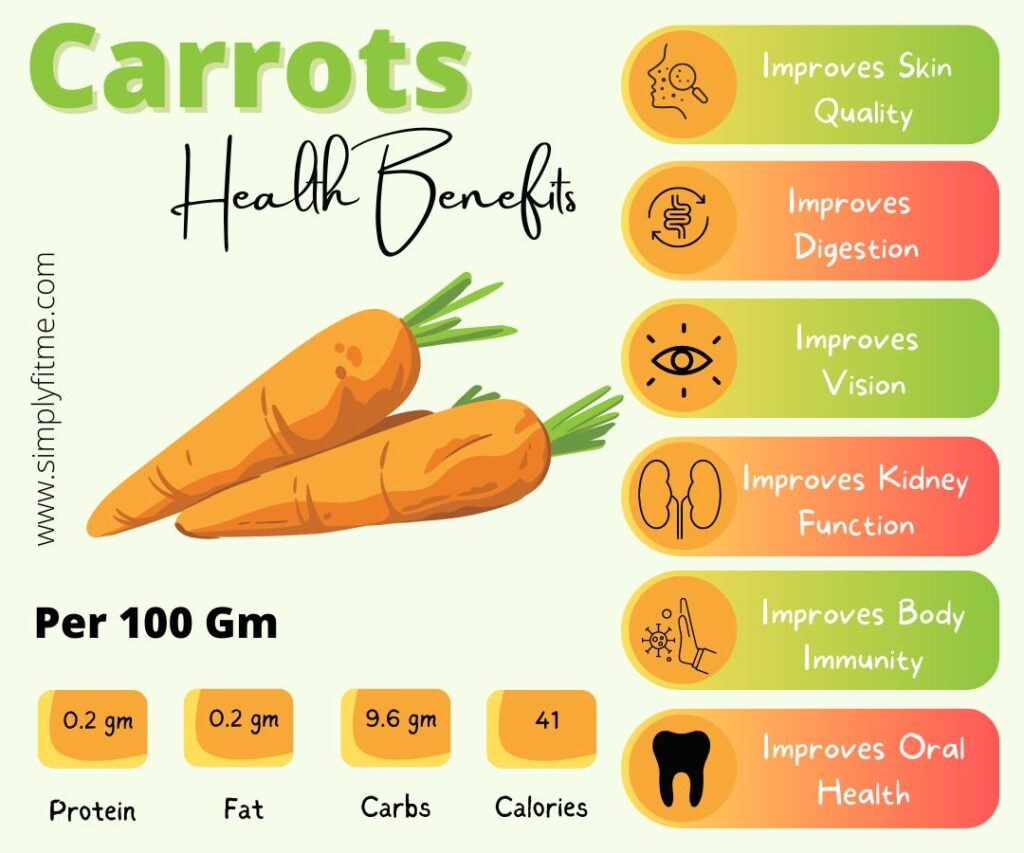 Carrots
Health Benefits
www.simplyfitme.com
Per 100 Gm
0.2 gm
Protein
0.2 gm
Fat
9.6 gm
Carbs
41
Calories
Improves Skin
Quality
Improves
Digestion
Improves
Vision
Improves Kidney
Function
Improves Body
Immunity
Improves Oral
Health